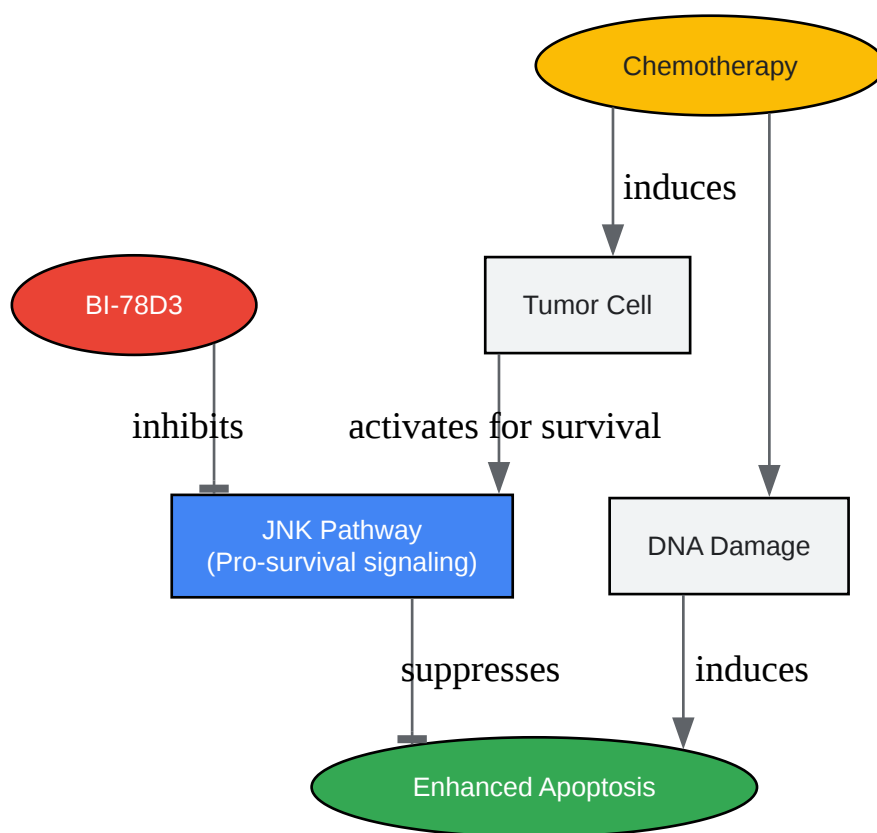 Chemotherapy
induces
BI-78D3
Tumor Cell
inhibits
activates for survival
JNK Pathway
(Pro-survival signaling)
DNA Damage
suppresses
induces
Enhanced Apoptosis